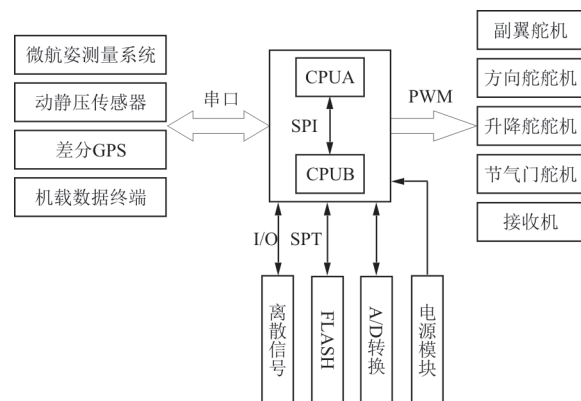 微航姿测量系统
动静压传感器
差分GPS
机载数据终端
串口
CPUA
SPI
CPUB
PWM
副翼舵机
方向舵舵机
升降舵舵机
节气门舵机
接收机
I/O
SPT
离散信号
FLASH
A/D转换
电源模块